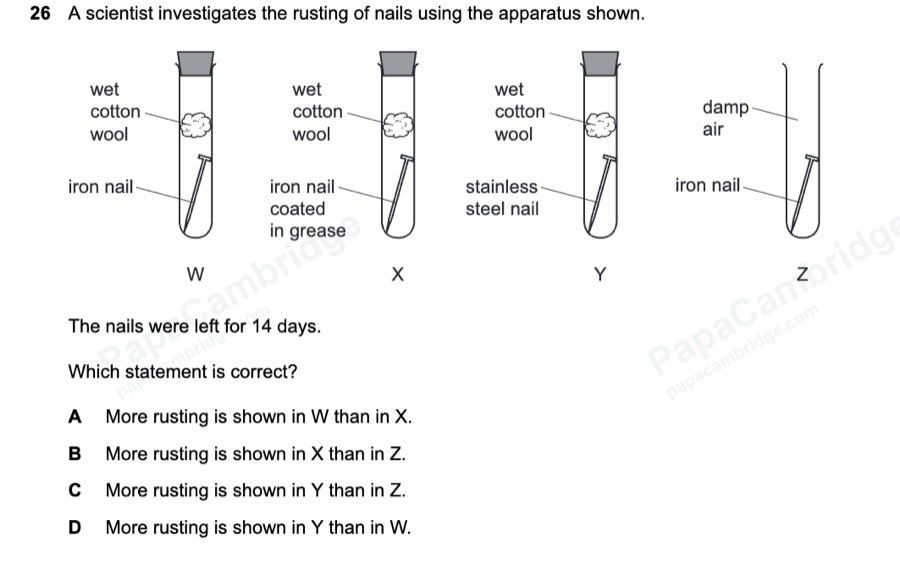 26 A scientist investigates the rusting of nails using the apparatus shown.
wet
cotton
wool
iron nail
wet
cotton
wool
iron nail
coated
in grease
wet
cotton
wool
stainless
steel nail
damp
air
iron nail
W
X
Y
Z
PapaCambridge
papacambridge.com
PapaCambridge
papacambridge.com
The nails were left for 14 days.
Which statement is correct?
A More rusting is shown in W than in X.
B More rusting is shown in X than in Z.
C More rusting is shown in Y than in Z.
D More rusting is shown in Y than in W.